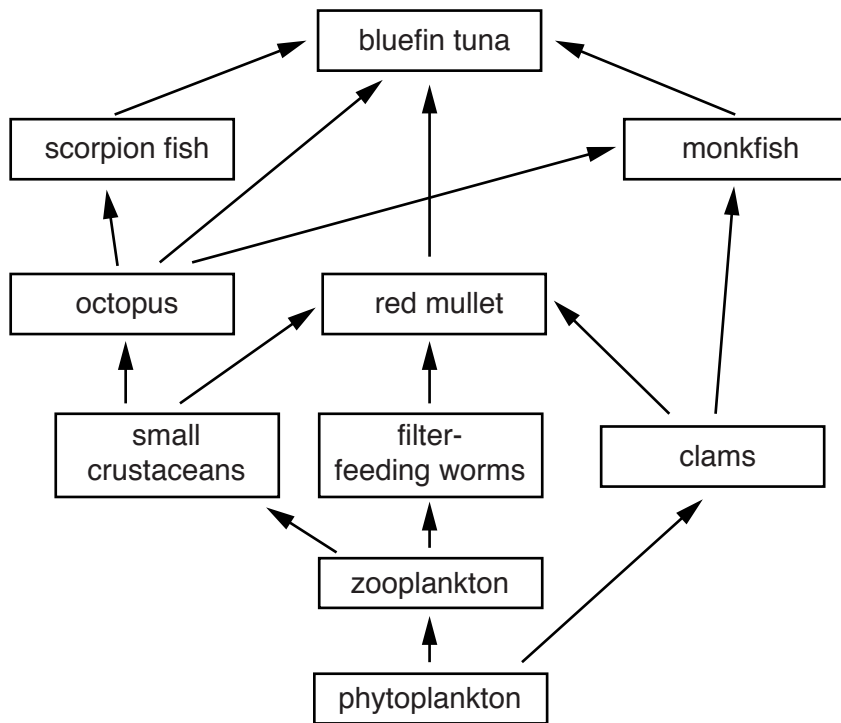 bluefin tuna
scorpion fish
monkfish
octopus
red mullet
small
crustaceans
filter-
feeding worms
clams
zooplankton
phytoplankton